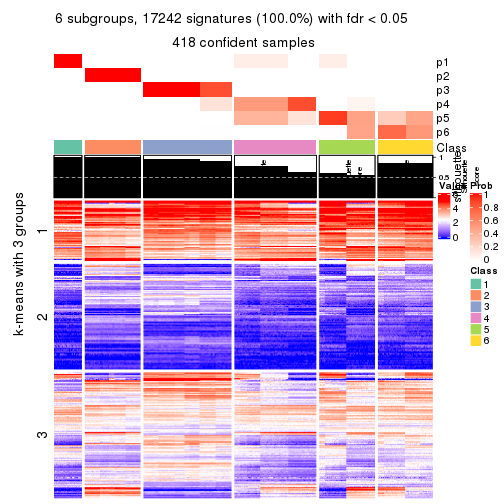 6 subgroups, 17242 signatures (100.0%) with fdr < 0.05
418 confident samples
p1
p2
p3
p4
p5
p6
Class
1
0.5
0
Silhouette
score
Value
4
2
0
Prob
1
0.8
0.6
0.4
0.2
0
Class
1
2
3
4
5
6
k-means with 3 groups
1
2
3